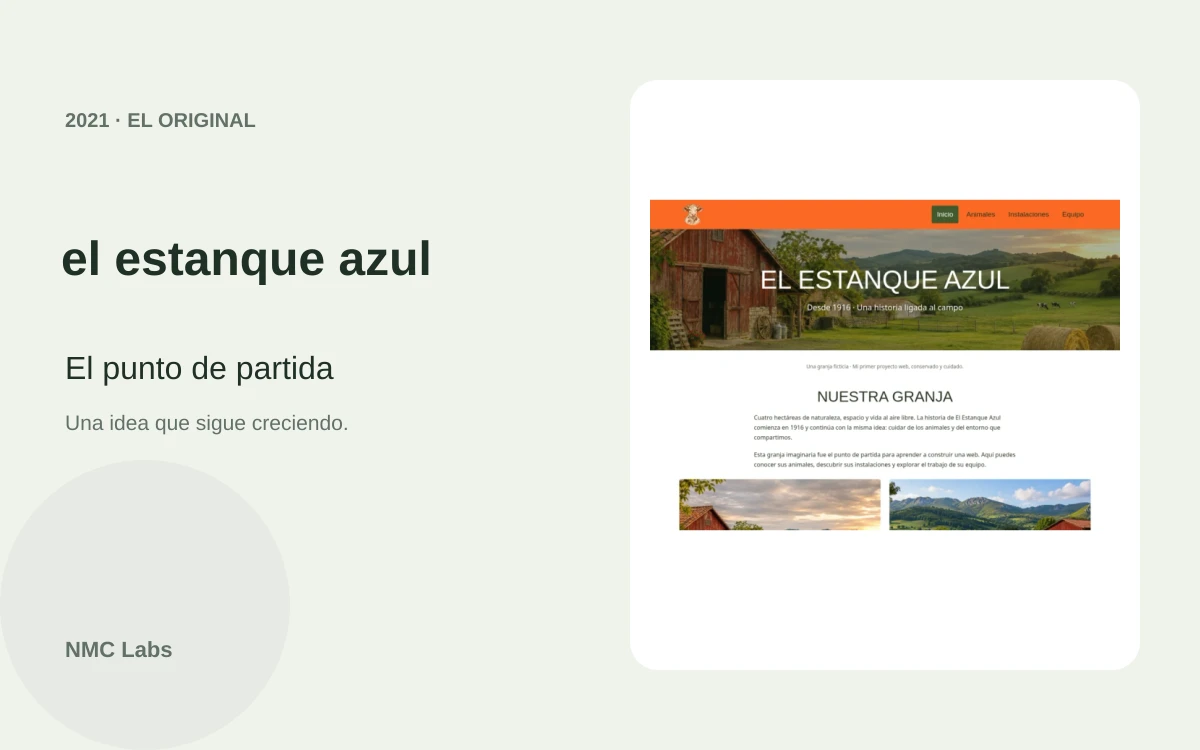 2021 · EL ORIGINAL
el estanque azul
El punto de partida
Una idea que sigue creciendo.
NMC Labs
Inicio Animales Instalaciones Equipo
EL ESTANQUE AZUL
Desde 1916 · Una historia ligada al campo
Una granja ficticia · Mi primer proyecto web, conservado y cuidado.
NUESTRA GRANJA
Cuatro hectáreas de naturaleza, espacio y vida al aire libre. La historia de El Estanque Azul
comienza en 1916 y continúa con la misma idea: cuidar de los animales y del entorno que
compartimos.
Esta granja imaginaria fue el punto de partida para aprender a construir una web. Aquí puedes
conocer sus animales, descubrir sus instalaciones y explorar el trabajo de su equipo.